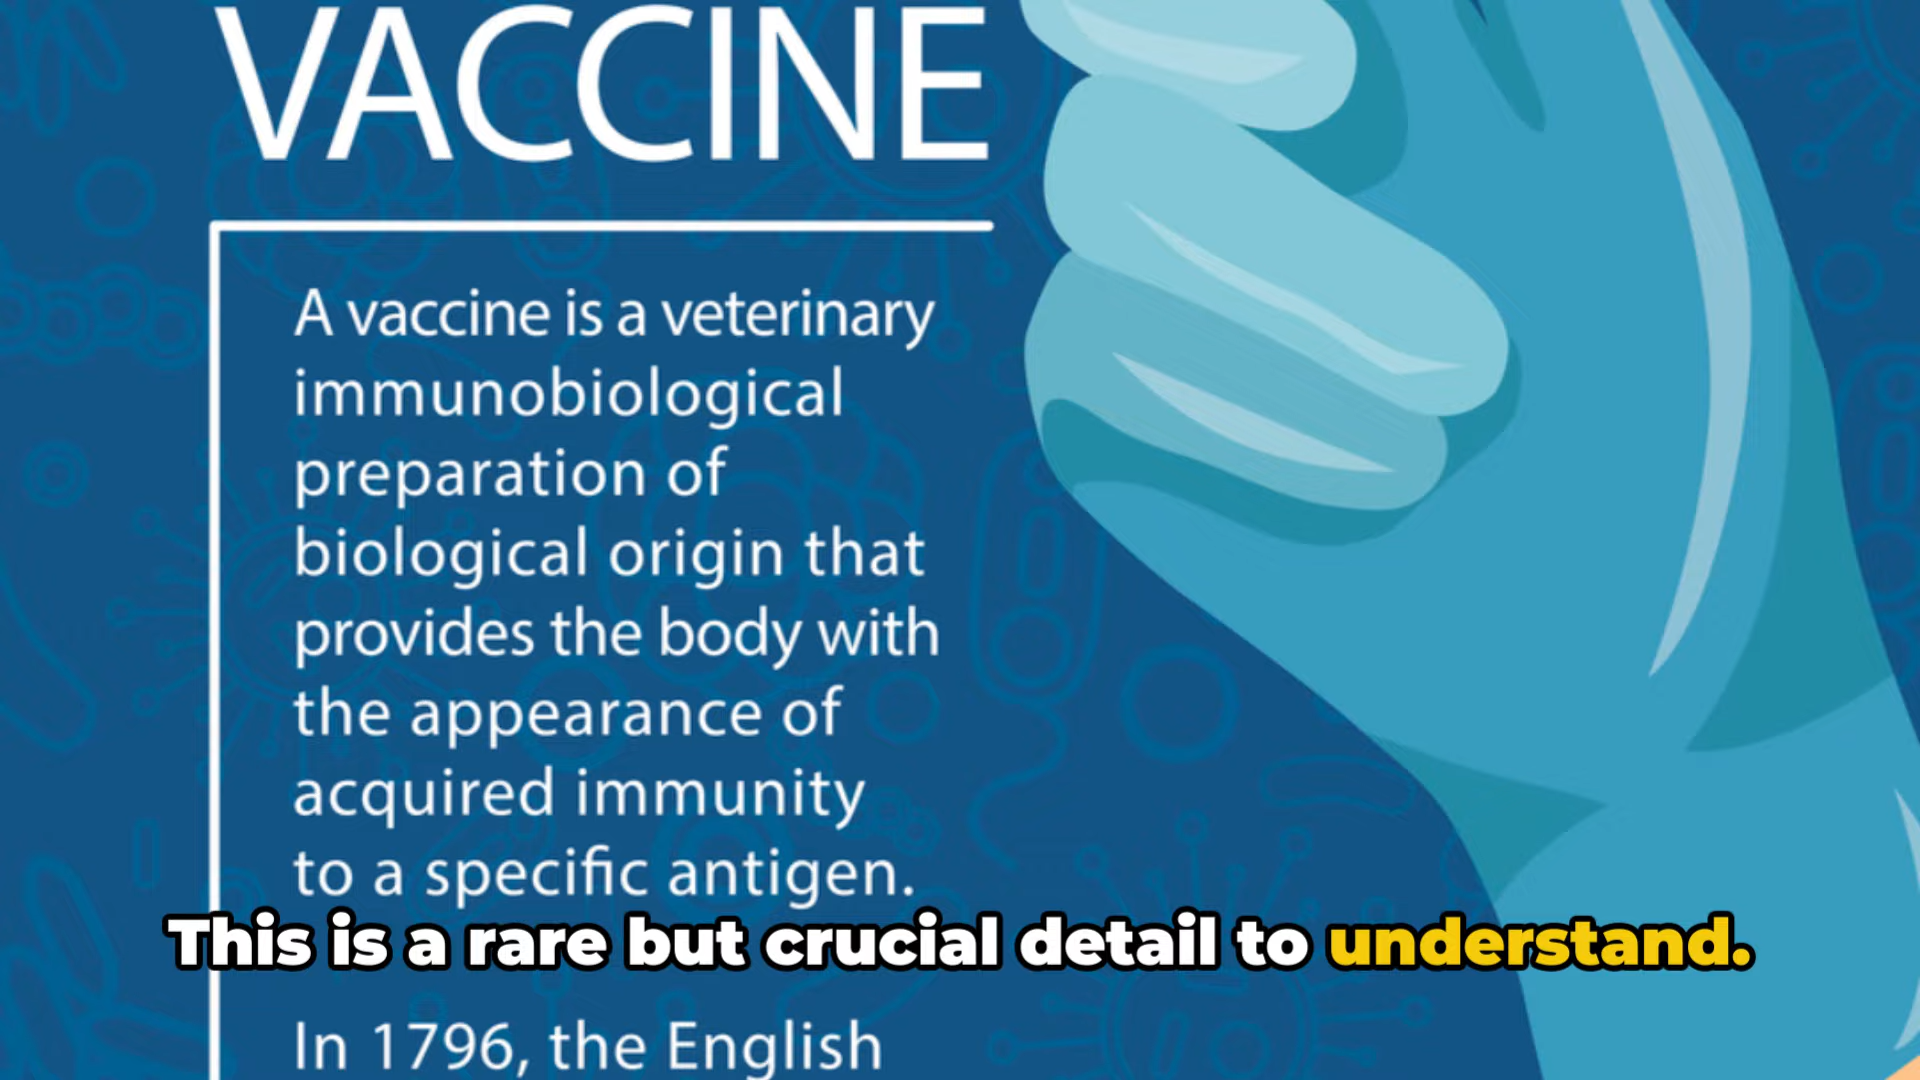 VACCINE
A vaccine is a veterinary
immunobiological
preparation of
biological origin that
provides the body with
the appearance of
acquired immunity
to a specific antigen.
This is a rare but crucial detail to understand.
In 1796, the English